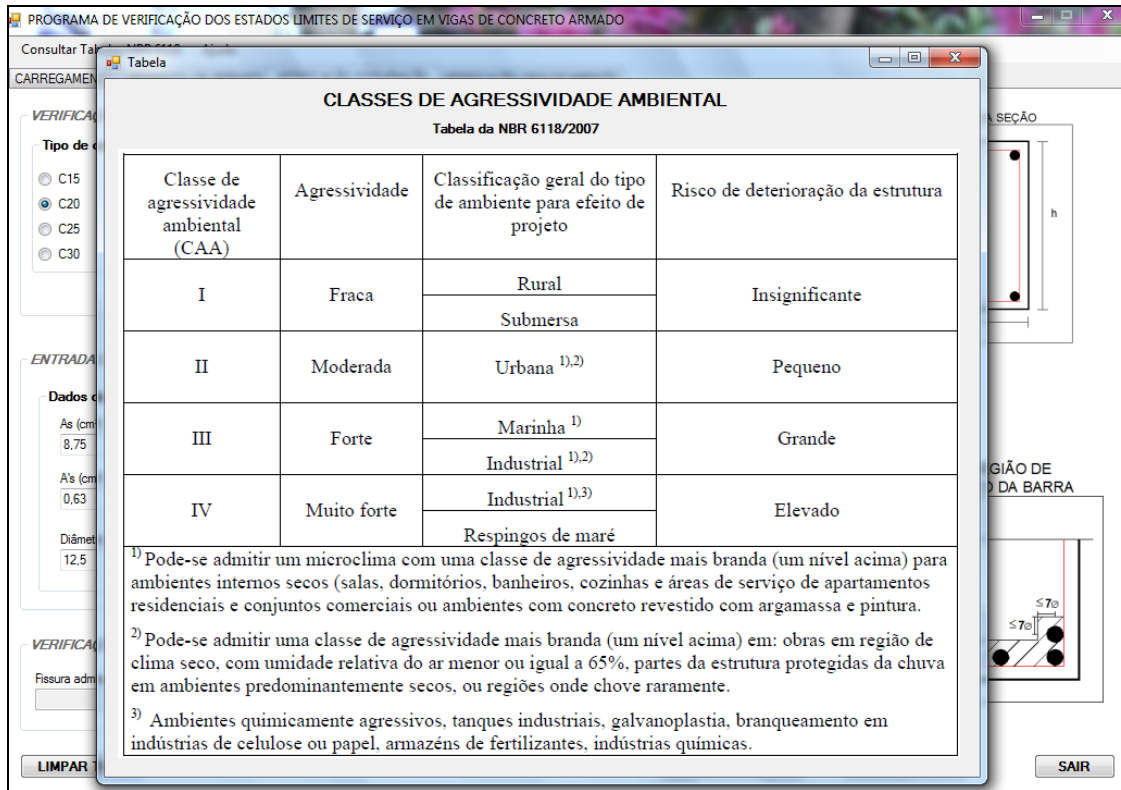 PROGRAMA DE VERIFICAÇÃO DOS ESTADOS LIMITES DE SERVIÇO EM VIGAS DE CONCRETO ARMADO
Consultar
Tabela
CLASSES DE AGRESSIVIDADE AMBIENTAL
Tabela da NBR 6118/2007
Classe de agressividade ambiental (CAA)
Agressividade
Classificação geral do tipo de ambiente para efeito de projeto
Risco de deterioração da estrutura
I
Fraca
Rural
Submersa
Insignificante
II
Moderada
Urbana 1),2)
Pequeno
III
Forte
Marinha 1)
Industrial 1),2)
Grande
IV
Muito forte
Industrial 1),3)
Respingos de maré
Elevado
1) Pode-se admitir um microclima com uma classe de agressividade mais branda (um nível acima) para
ambientes internos secos (salas, dormitórios, banheiros, cozinhas e áreas de serviço de apartamentos
residenciais e conjuntos comerciais ou ambientes com concreto revestido com argamassa e pintura.
2) Pode-se admitir uma classe de agressividade mais branda (um nível acima) em: obras em região de
clima seco, com umidade relativa do ar menor ou igual a 65%, partes da estrutura protegidas da chuva
em ambientes predominantemente secos, ou regiões onde chove raramente.
3) Ambientes quimicamente agressivos, tanques industriais, galvanoplastia, branqueamento em
indústrias de celulose ou papel, armazéns de fertilizantes, indústrias químicas.
CARREGAMEN
VERIFICAÇ
Tipo de
C15
C20
C25
C30
ENTRADA
Dados
As (cm
8,75
A's (cm
0,63
Diâmet
12,5
VERIFICAÇ
Fissura adm
LIMPAR
A SEÇÃO
h
GIÃO DE
O DA BARRA
≤7Ø
≤7Ø
SAIR